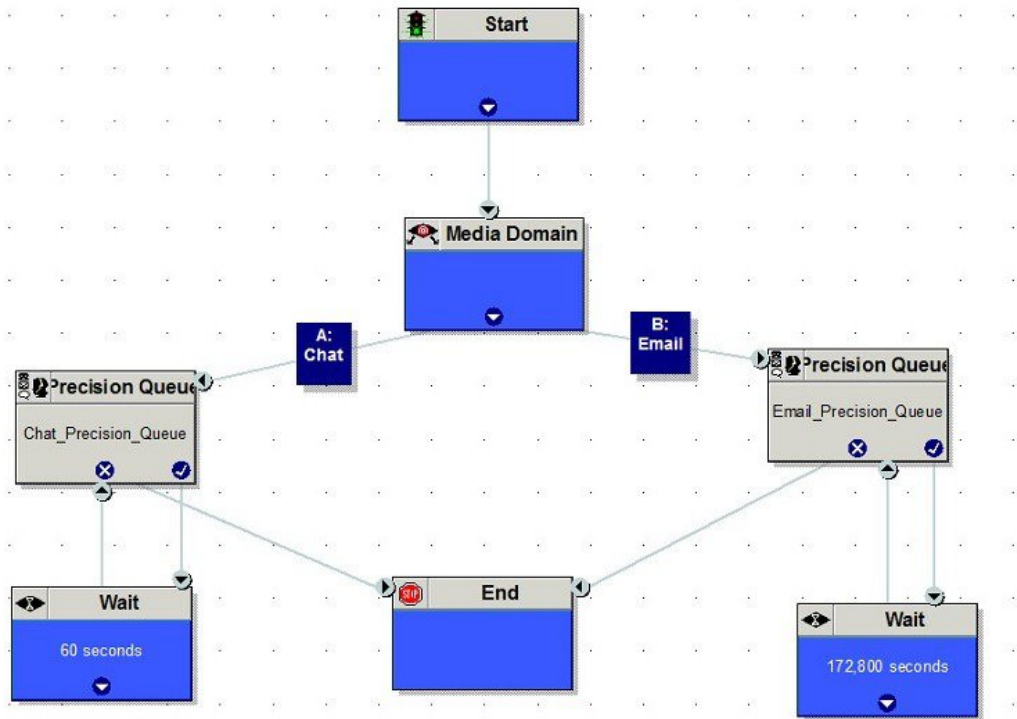 Start
Media Domain
A:
Chat
B:
Email
Precision Queue
Chat_Precision_Queue
Precision Queue
Email_Precision_Queue
Wait
60 seconds
STOP
End
Wait
172,800 seconds